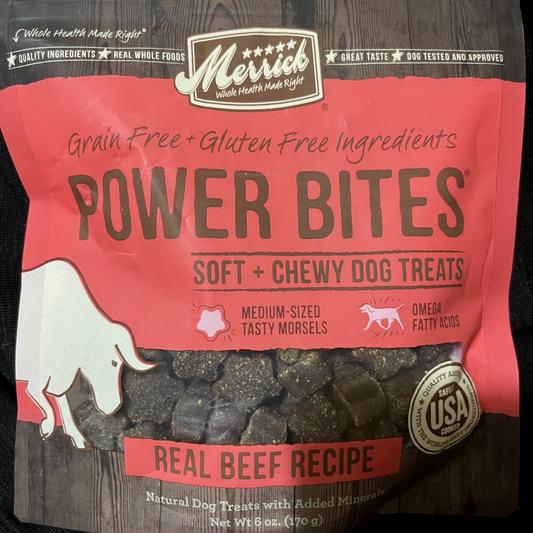 Whole Health Made Right®
★ QUALITY INGREDIENTS ★ REAL WHOLE FOODS
Merrick
Whole Health Made Right
®
★ GREAT TASTE ★ DOG TESTED AND APPROVED
Grain Free + Gluten Free Ingredients
POWER BITES®
SOFT + CHEWY DOG TREATS
MEDIUM-SIZED
TASTY MORSELS
OMEGA
FATTY ACIDS
SAFELY
USA
COOKED
REAL BEEF RECIPE
Natural Dog Treats with Added Minerals
Net Wt 6 oz. (170 g)